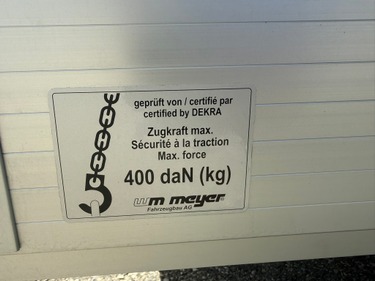 geprüft von / certifié par
certified by DEKRA
Zugkraft max.
Sécurité à la traction
Max. force
400 daN (kg)
wm meyer
Fahrzeugbau AG